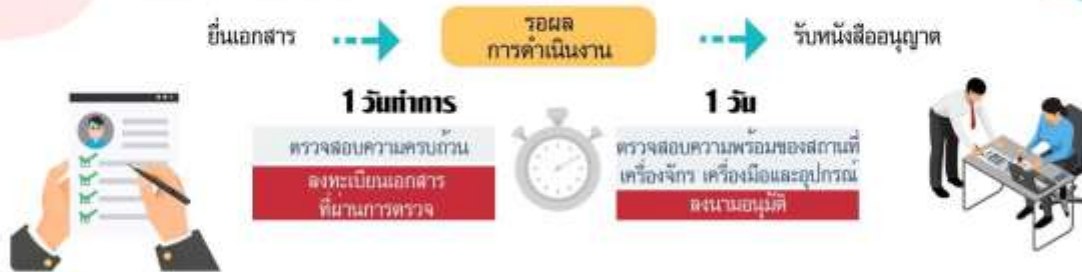 ยื่นเอกสาร
รอผล
การดำเนินงาน
รับหนังสืออนุญาต
1 วันทำการ
1 วัน
ตรวจสอบความครบถ้วน
ลงทะเบียนเอกสาร
ที่ผ่านการตรวจ
ตรวจสอบความพร้อมของสถานที่
เครื่องจักร เครื่องมือและอุปกรณ์
ลงนามอนุมัติ